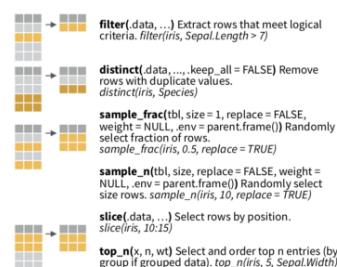 filter(.data, …) Extract rows that meet logical
criteria. filter(iris, Sepal.Length > 7)
distinct(.data, ..., .keep_all = FALSE) Remove
rows with duplicate values.
distinct(iris, Species)
sample_frac(tbl, size = 1, replace = FALSE,
weight = NULL, .env = parent.frame()) Randomly
select fraction of rows.
sample_frac(iris, 0.5, replace = TRUE)
sample_n(tbl, size, replace = FALSE, weight =
NULL, .env = parent.frame()) Randomly select
size rows. sample_n(iris, 10, replace = TRUE)
slice(.data, …) Select rows by position.
slice(iris, 10:15)
top_n(x, n, wt) Select and order top n entries (by
group if grouped data). top_n(iris, 5, Sepal.Width)